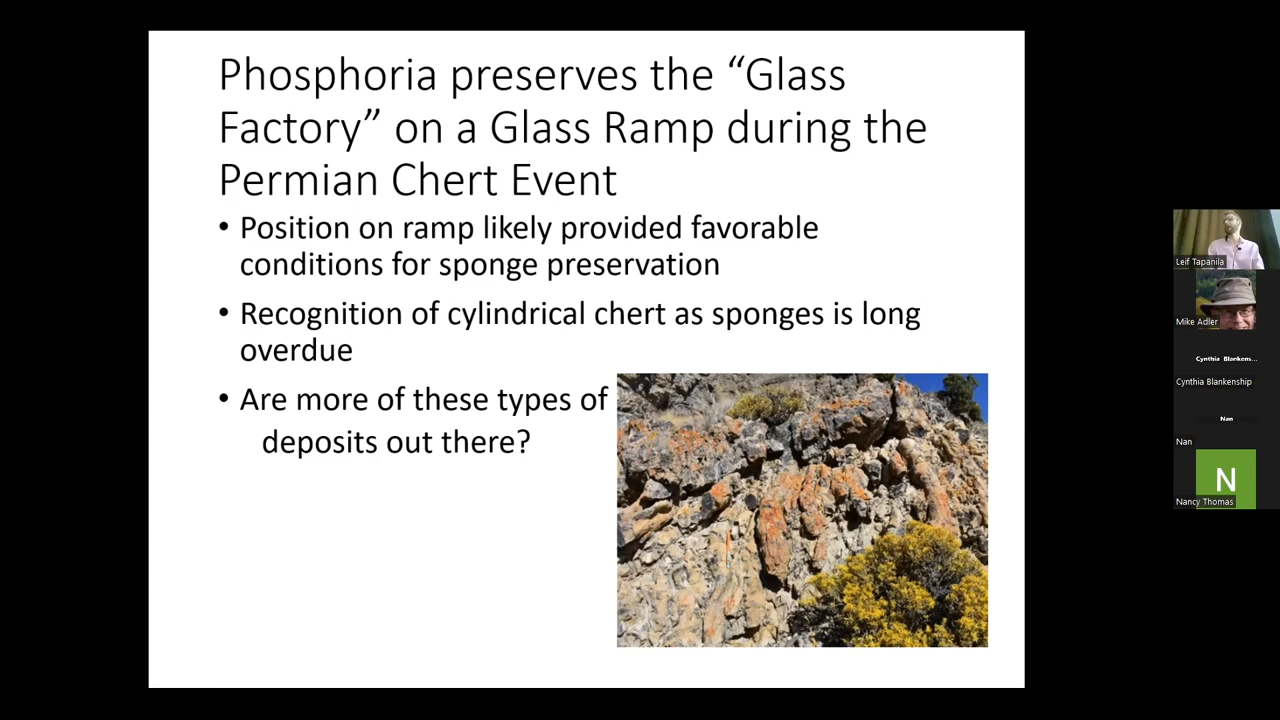 Phosphoria preserves the “Glass
Factory” on a Glass Ramp during the
Permian Chert Event
• Position on ramp likely provided favorable
conditions for sponge preservation
• Recognition of cylindrical chert as sponges is long
overdue
• Are more of these types of
deposits out there?
Leif Tapanila
Mike Adler
Cynthia Blankens...
Cynthia Blankenship
Nan
Nan
N
Nancy Thomas